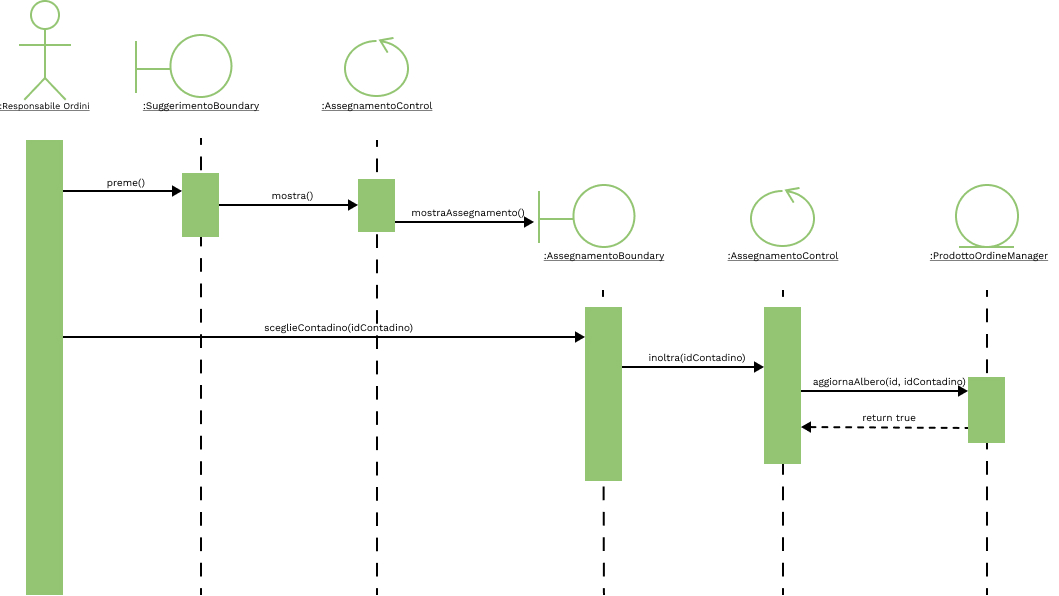 :Responsabile Ordini
:SuggerimentoBoundary
:AssegnamentoControl
preme()
mostra()
mostraAssegnamento()
:AssegnamentoBoundary
:AssegnamentoControl
:ProdottoOrdineManager
sceglieContadino(idContadino)
inoltra(idContadino)
aggiornaAlbero(id, idContadino)
return true